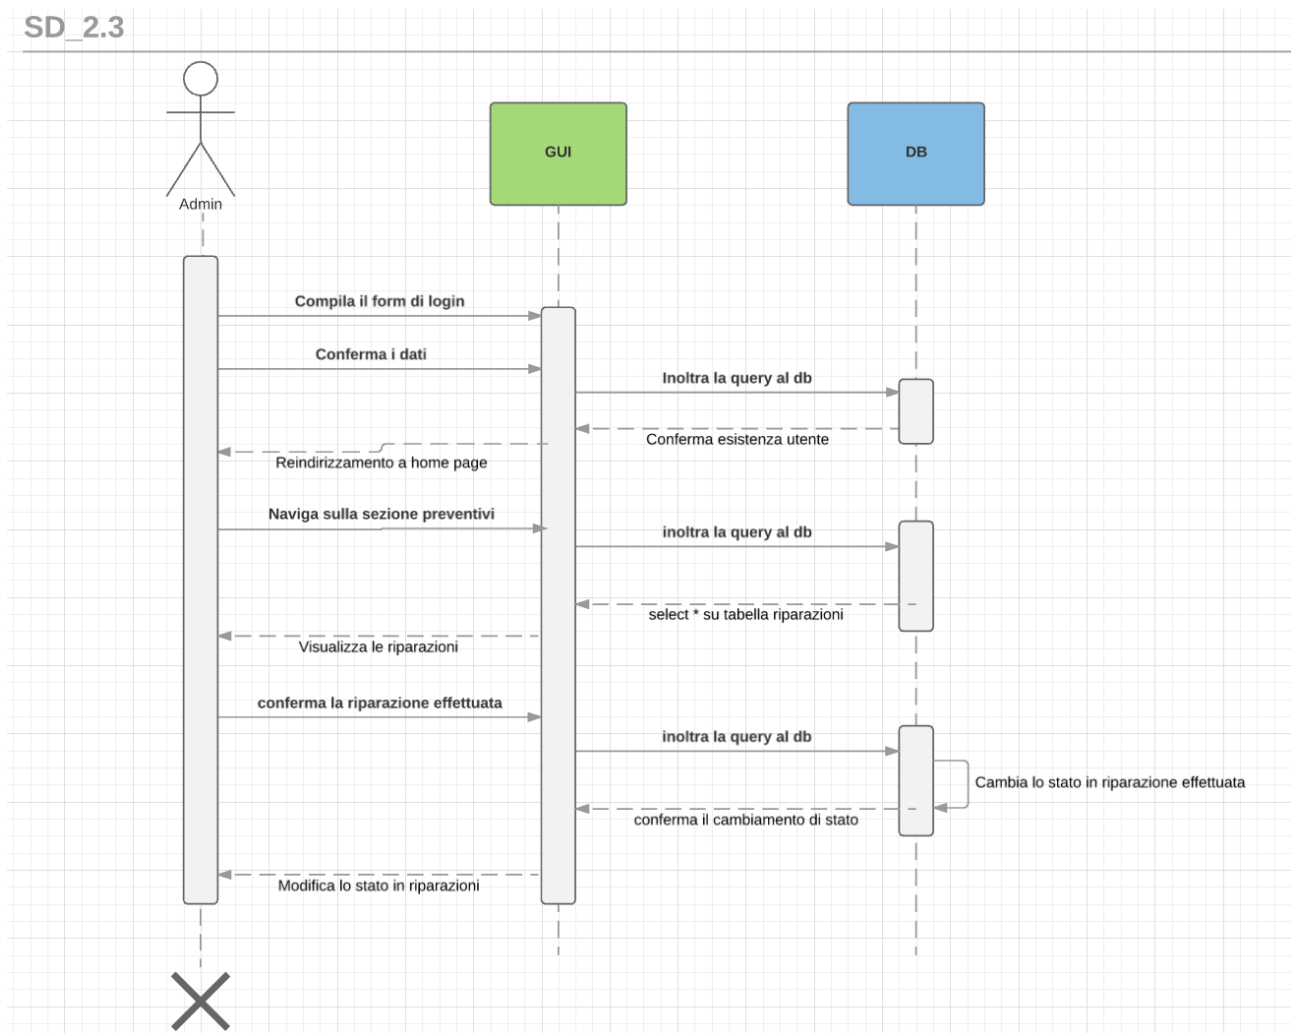 SD_2.3
Admin
GUI
DB
Compila il form di login
Conferma i dati
Inoltra la query al db
Conferma esistenza utente
Reindirizzamento a home page
Naviga sulla sezione preventivi
inoltra la query al db
select * su tabella riparazioni
Visualizza le riparazioni
conferma la riparazione effettuata
inoltra la query al db
Cambia lo stato in riparazione effettuata
conferma il cambiamento di stato
Modifica lo stato in riparazioni